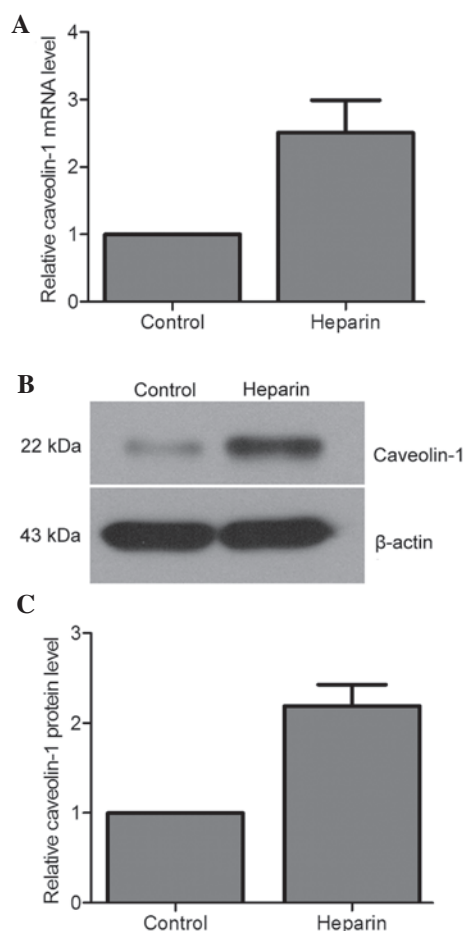 A
Relative caveolin-1 mRNA level
4
3
2
1
0
Control Heparin
B
Control Heparin
22 kDa Caveolin-1
43 kDa β-actin
C
Relative caveolin-1 protein level
3
2
1
0
Control Heparin